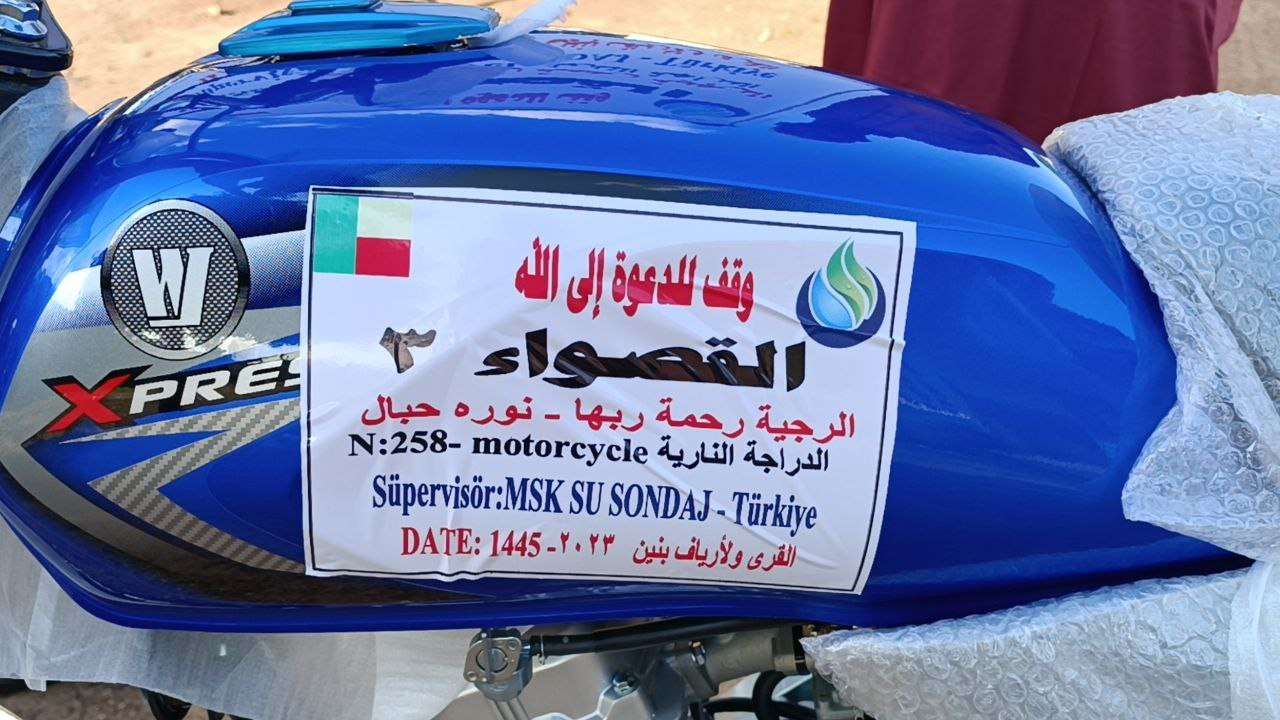 W
XPRES
وقف للدعوة إلى الله
القصواء ٣
الرجية رحمة ربها - نوره حبال
N:258- motorcycle الدراجة النارية
Süpervisör:MSK SU SONDAJ - Türkiye
DATE: 1445 -٢٠٢٣ القرى ولأرياف بنين